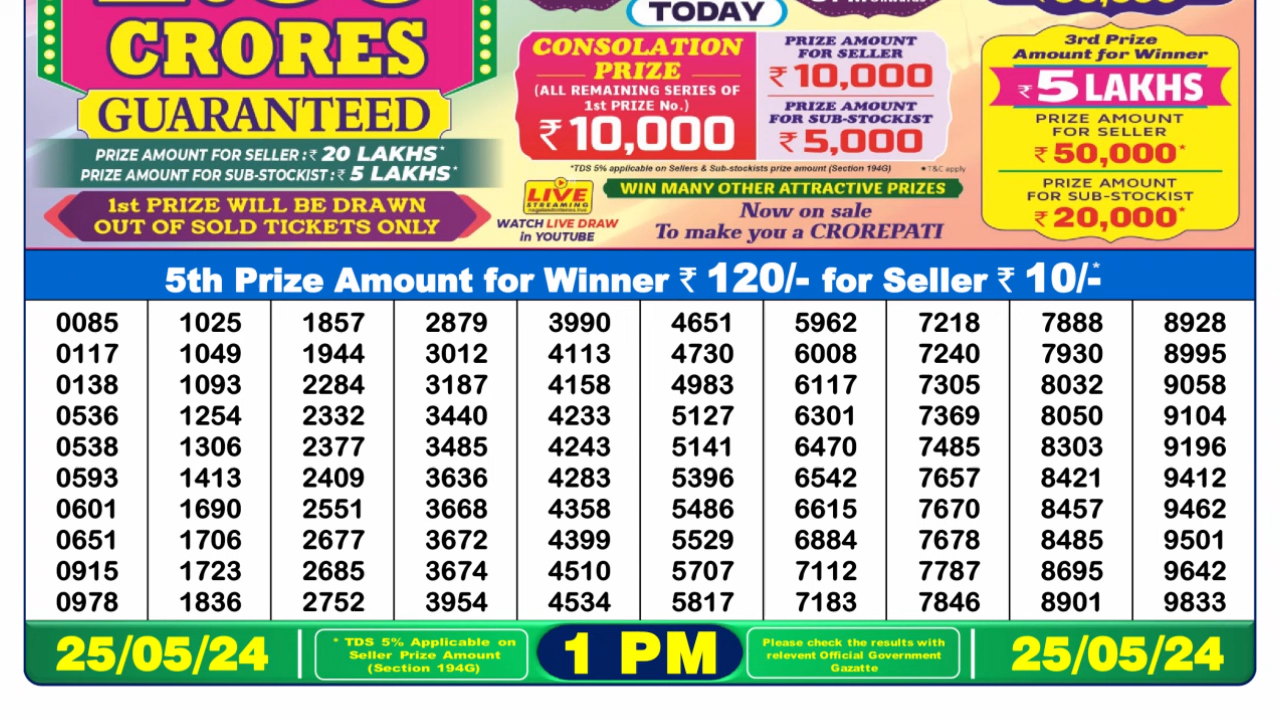 CRORES
GUARANTEED
PRIZE AMOUNT FOR SELLER :₹ 20 LAKHS*
PRIZE AMOUNT FOR SUB-STOCKIST :₹ 5 LAKHS*
1st PRIZE WILL BE DRAWN
OUT OF SOLD TICKETS ONLY
TODAY
CONSOLATION
PRIZE
(ALL REMAINING SERIES OF
1st PRIZE No.)
₹ 10,000
PRIZE AMOUNT
FOR SELLER
₹ 10,000
PRIZE AMOUNT
FOR SUB-STOCKIST
₹ 5,000
*TDS 5% applicable on Sellers & Sub-stockists prize amount (Section 194G)
*T&C apply
LIVE
STREAMING
WATCH LIVE DRAW
in YOUTUBE
WIN MANY OTHER ATTRACTIVE PRIZES
Now on sale
To make you a CROREPATI
3rd Prize
Amount for Winner
₹ 5 LAKHS
PRIZE AMOUNT
FOR SELLER
₹ 50,000*
PRIZE AMOUNT
FOR SUB-STOCKIST
₹ 20,000*
5th Prize Amount for Winner ₹ 120/- for Seller ₹ 10/-*
0085 1025 1857 2879 3990 4651 5962 7218 7888 8928
0117 1049 1944 3012 4113 4730 6008 7240 7930 8995
0138 1093 2284 3187 4158 4983 6117 7305 8032 9058
0536 1254 2332 3440 4233 5127 6301 7369 8050 9104
0538 1306 2377 3485 4243 5141 6470 7485 8303 9196
0593 1413 2409 3636 4283 5396 6542 7657 8421 9412
0601 1690 2551 3668 4358 5486 6615 7670 8457 9462
0651 1706 2677 3672 4399 5529 6884 7678 8485 9501
0915 1723 2685 3674 4510 5707 7112 7787 8695 9642
0978 1836 2752 3954 4534 5817 7183 7846 8901 9833
25/05/24
* TDS 5% Applicable on
Seller Prize Amount
(Section 194G)
1 PM
Please check the results with
relevent Official Government
Gazatte
25/05/24